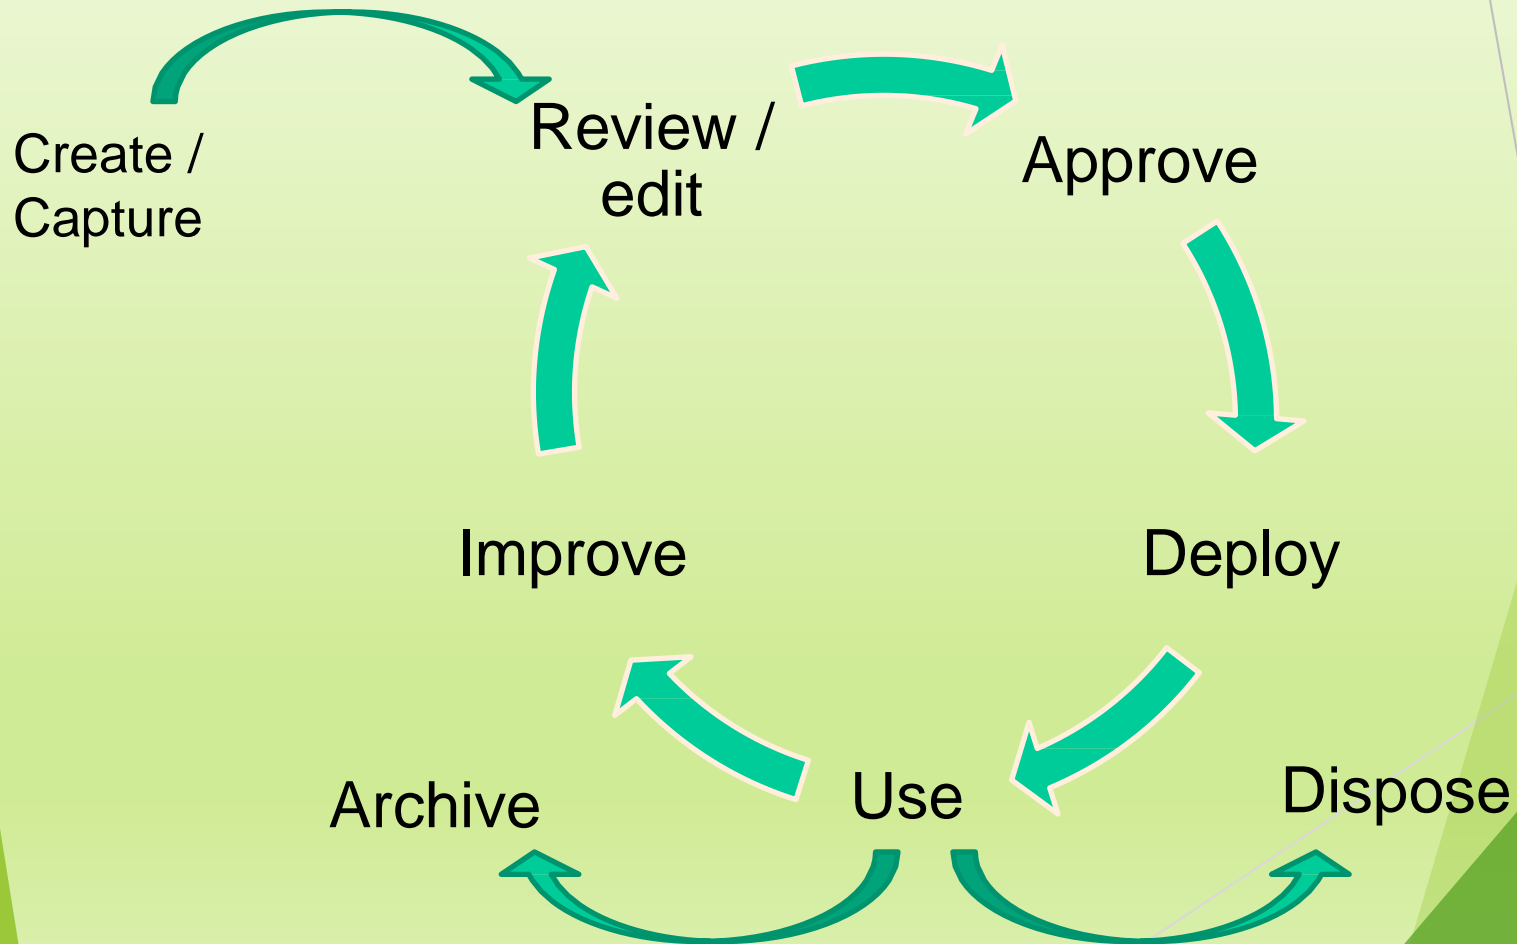 Create /
Capture
Review /
edit
Approve
Improve
Deploy
Archive
Use
Dispose